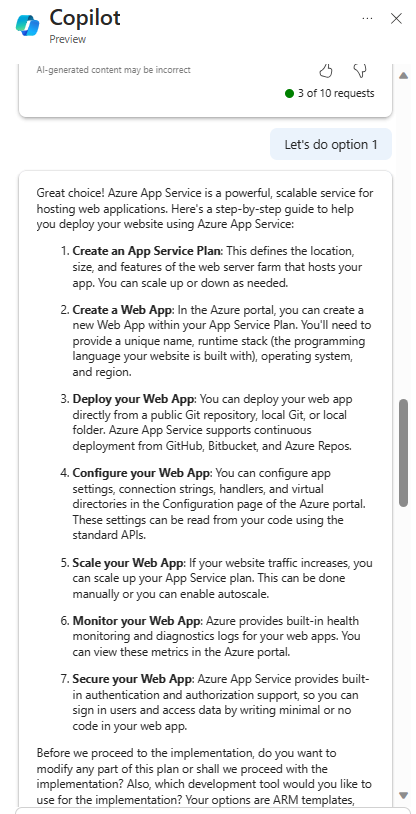 Copilot
Preview
AI-generated content may be incorrect
3 of 10 requests
Let's do option 1
Great choice! Azure App Service is a powerful, scalable service for
hosting web applications. Here's a step-by-step guide to help
you deploy your website using Azure App Service:
1. Create an App Service Plan: This defines the location,
size, and features of the web server farm that hosts your
app. You can scale up or down as needed.
2. Create a Web App: In the Azure portal, you can create a
new Web App within your App Service Plan. You'll need to
provide a unique name, runtime stack (the programming
language your website is built with), operating system,
and region.
3. Deploy your Web App: You can deploy your web app
directly from a public Git repository, local Git, or local
folder. Azure App Service supports continuous
deployment from GitHub, Bitbucket, and Azure Repos.
4. Configure your Web App: You can configure app
settings, connection strings, handlers, and virtual
directories in the Configuration page of the Azure portal.
These settings can be read from your code using the
standard APIs.
5. Scale your Web App: If your website traffic increases, you
can scale up your App Service plan. This can be done
manually or you can enable autoscale.
6. Monitor your Web App: Azure provides built-in health
monitoring and diagnostics logs for your web apps. You
can view these metrics in the Azure portal.
7. Secure your Web App: Azure App Service provides built-
in authentication and authorization support, so you can
sign in users and access data by writing minimal or no
code in your web app.
Before we proceed to the implementation, do you want to
modify any part of this plan or shall we proceed with the
implementation? Also, which development tool would you like to
use for the implementation? Your options are ARM templates,